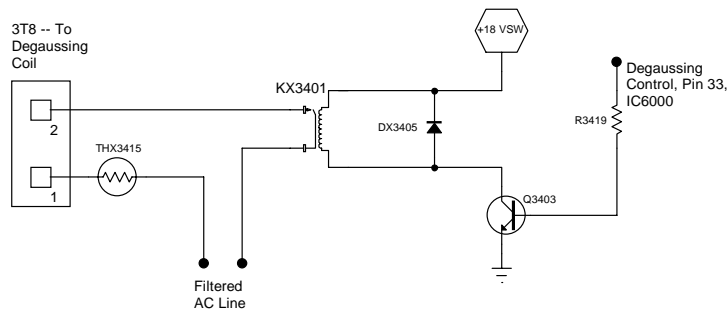 3T8 -- To
Degaussing
Coil
+18 VSW
KX3401
Degaussing
Control, Pin 33,
IC6000
2
DX3405
R3419
THX3415
1
Q3403
Filtered
AC Line